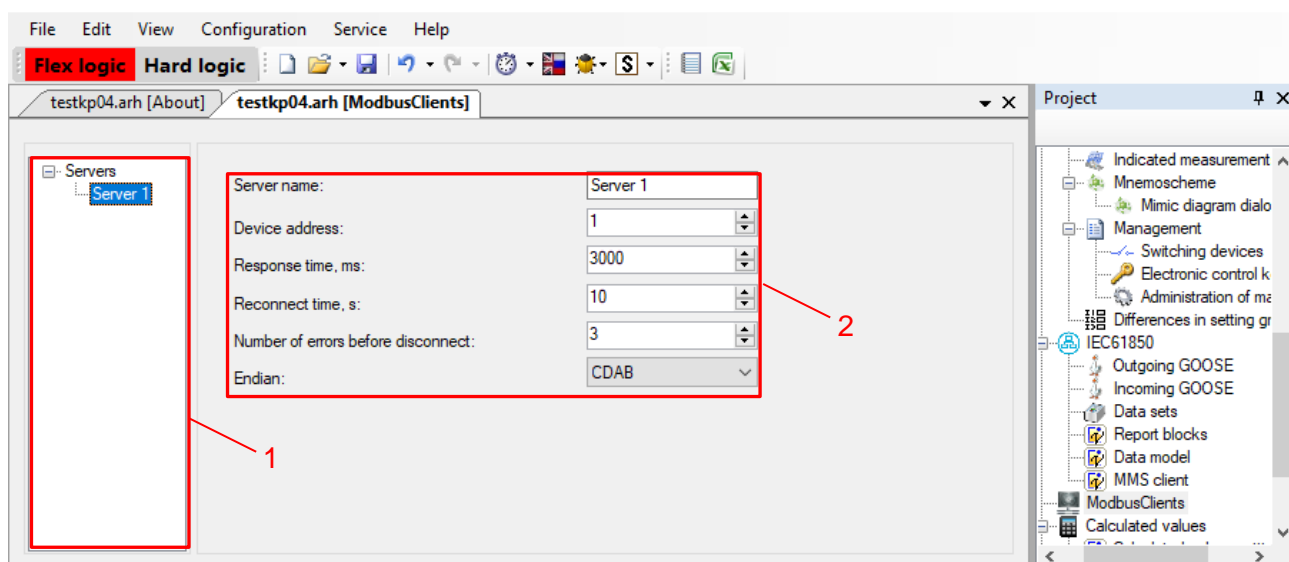 File Edit View Configuration Service Help
Flex logic Hard logic S
testkp04.arh [About] testkp04.arh [ModbusClients]
Servers
Server 1
Server name: Server 1
Device address: 1
Response time, ms: 3000
Reconnect time, s: 10
Number of errors before disconnect: 3
Endian: CDAB
1
2
Project
Indicated measurement
Mnemoscheme
Mimic diagram dialo
Management
Switching devices
Electronic control k
Administration of ma
Differences in setting gr
IEC61850
Outgoing GOOSE
Incoming GOOSE
Data sets
Report blocks
Data model
MMS client
ModbusClients
Calculated values